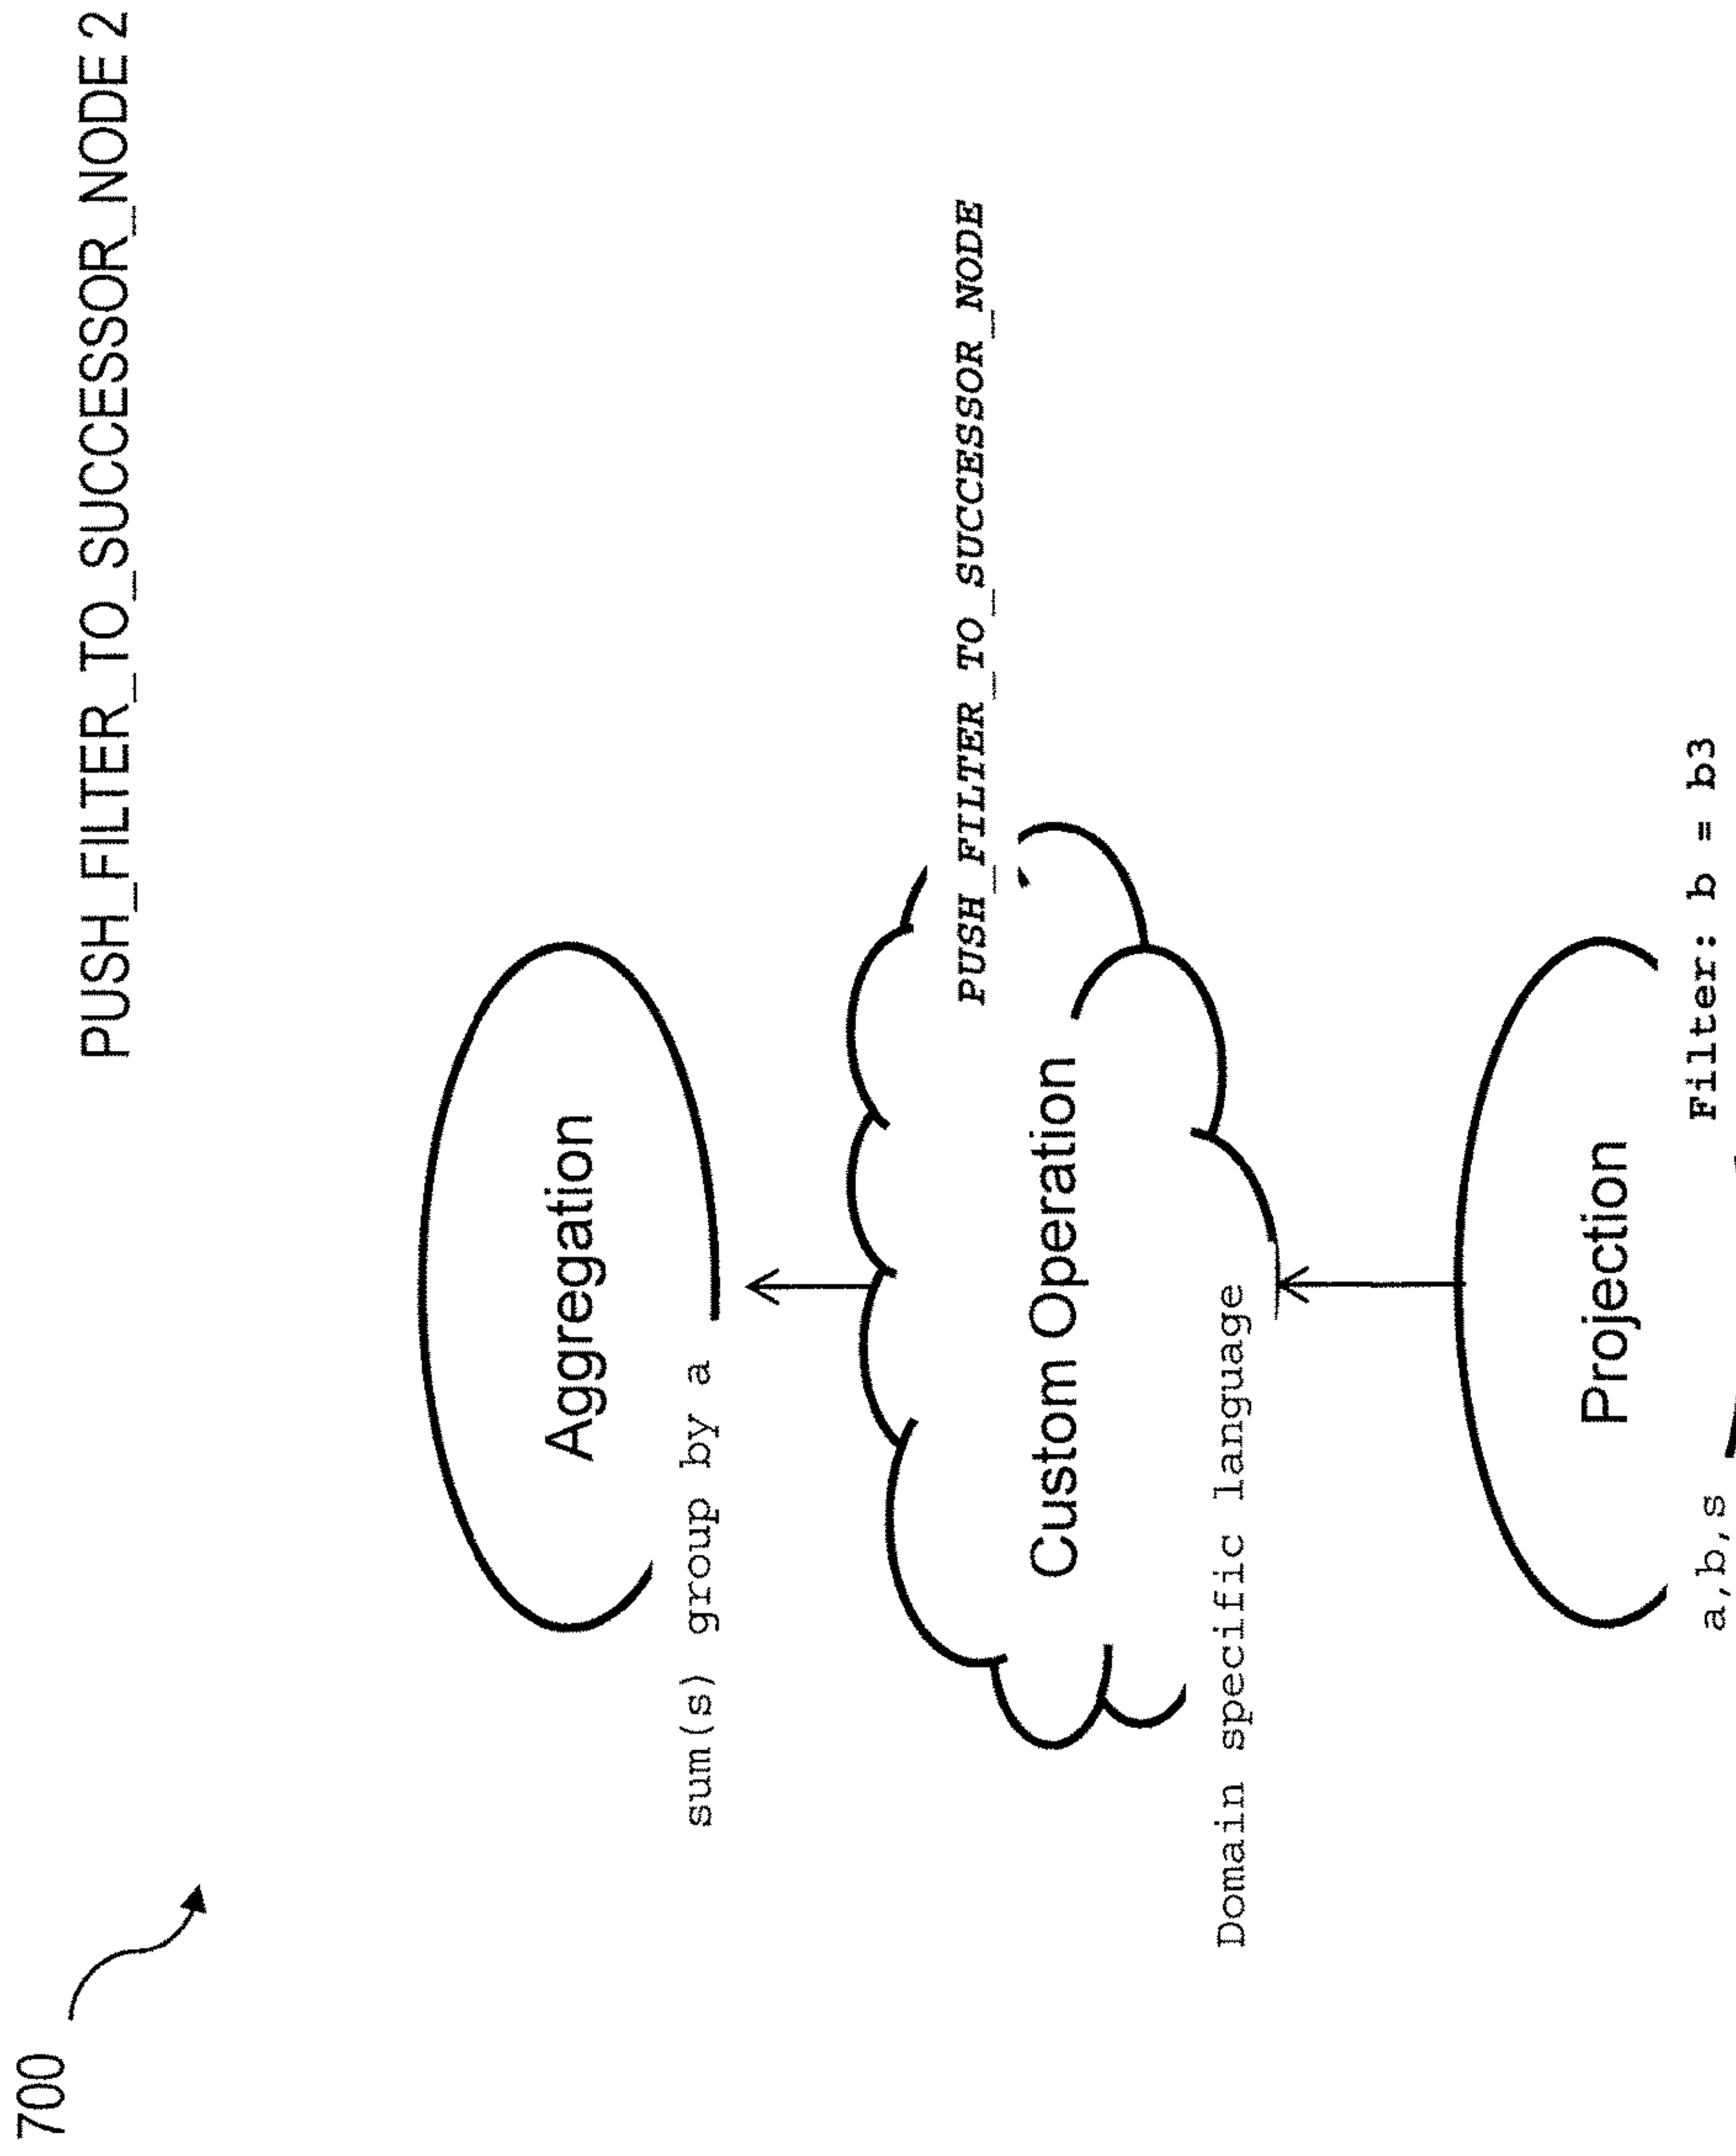 700
PUSH_FILTER_TO_SUCCESSOR_NODE 2
Aggregation
sum(s) group by a
PUSH_FILTER_TO_SUCCESSOR_NODE
Custom Operation
Domain specific language
Projection
Filter: b = b3
a,b,s